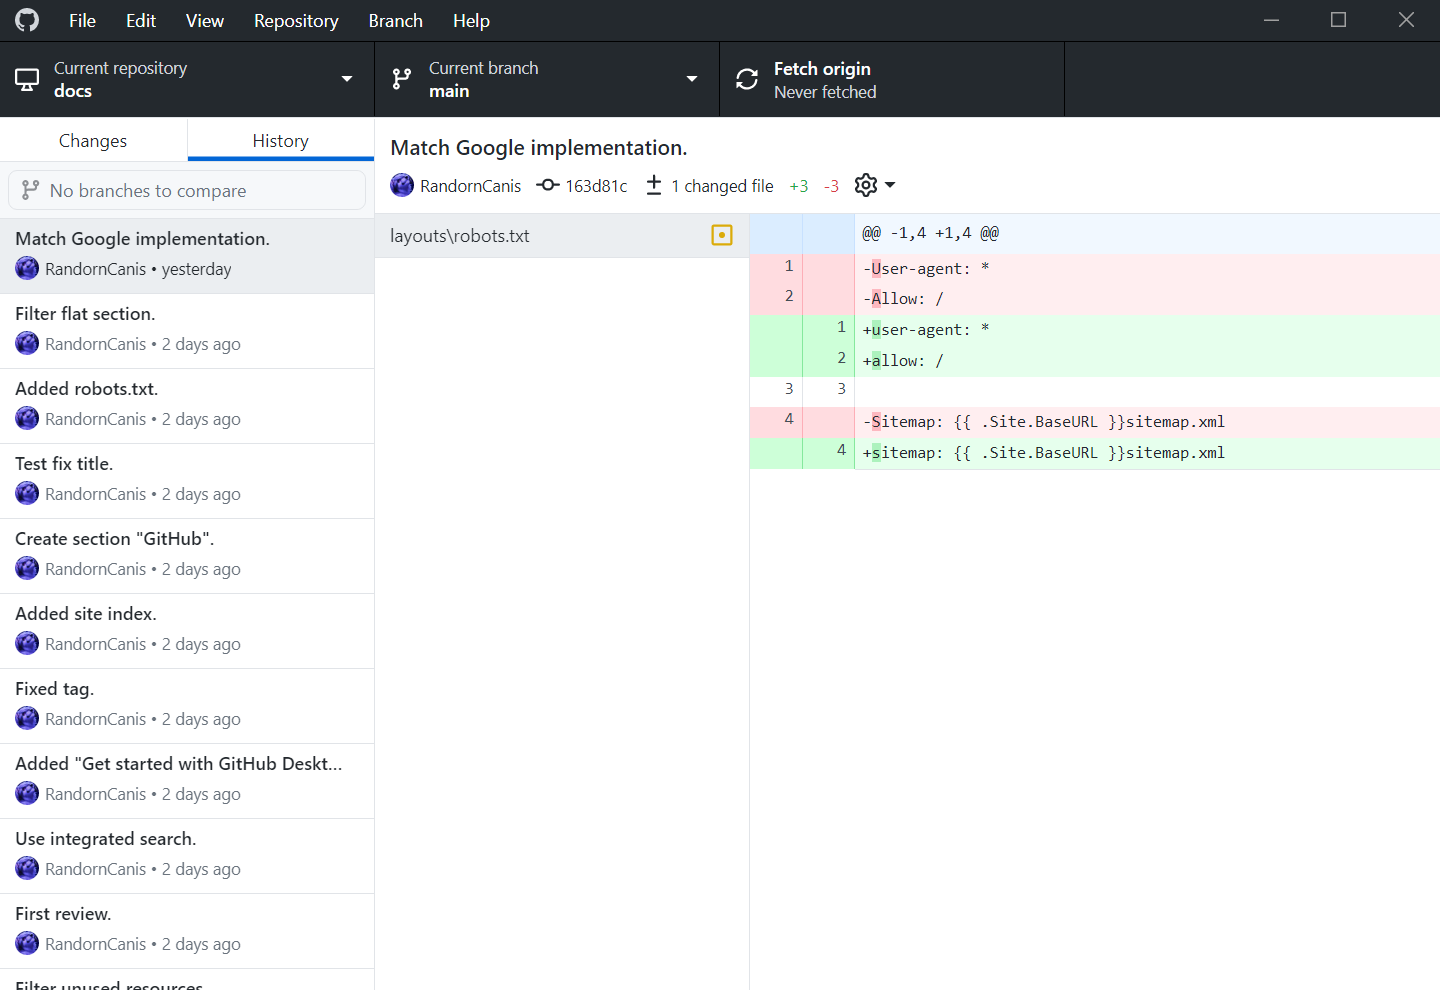 File Edit View Repository Branch Help
Current repository
docs
Current branch
main
Fetch origin
Never fetched
Changes
History
No branches to compare
Match Google implementation.
RandornCanis • yesterday
Filter flat section.
RandornCanis • 2 days ago
Added robots.txt.
RandornCanis • 2 days ago
Test fix title.
RandornCanis • 2 days ago
Create section "GitHub".
RandornCanis • 2 days ago
Added site index.
RandornCanis • 2 days ago
Fixed tag.
RandornCanis • 2 days ago
Added "Get started with GitHub Deskt...
RandornCanis • 2 days ago
Use integrated search.
RandornCanis • 2 days ago
First review.
RandornCanis • 2 days ago
Filter unused resources
Match Google implementation.
RandornCanis 163d81c 1 changed file +3 -3
layouts\robots.txt
@@ -1,4 +1,4 @@
1 -User-agent: *
2 -Allow: /
1 +user-agent: *
2 +allow: /
3 3
4 -Sitemap: {{ .Site.BaseURL }}sitemap.xml
4 +sitemap: {{ .Site.BaseURL }}sitemap.xml